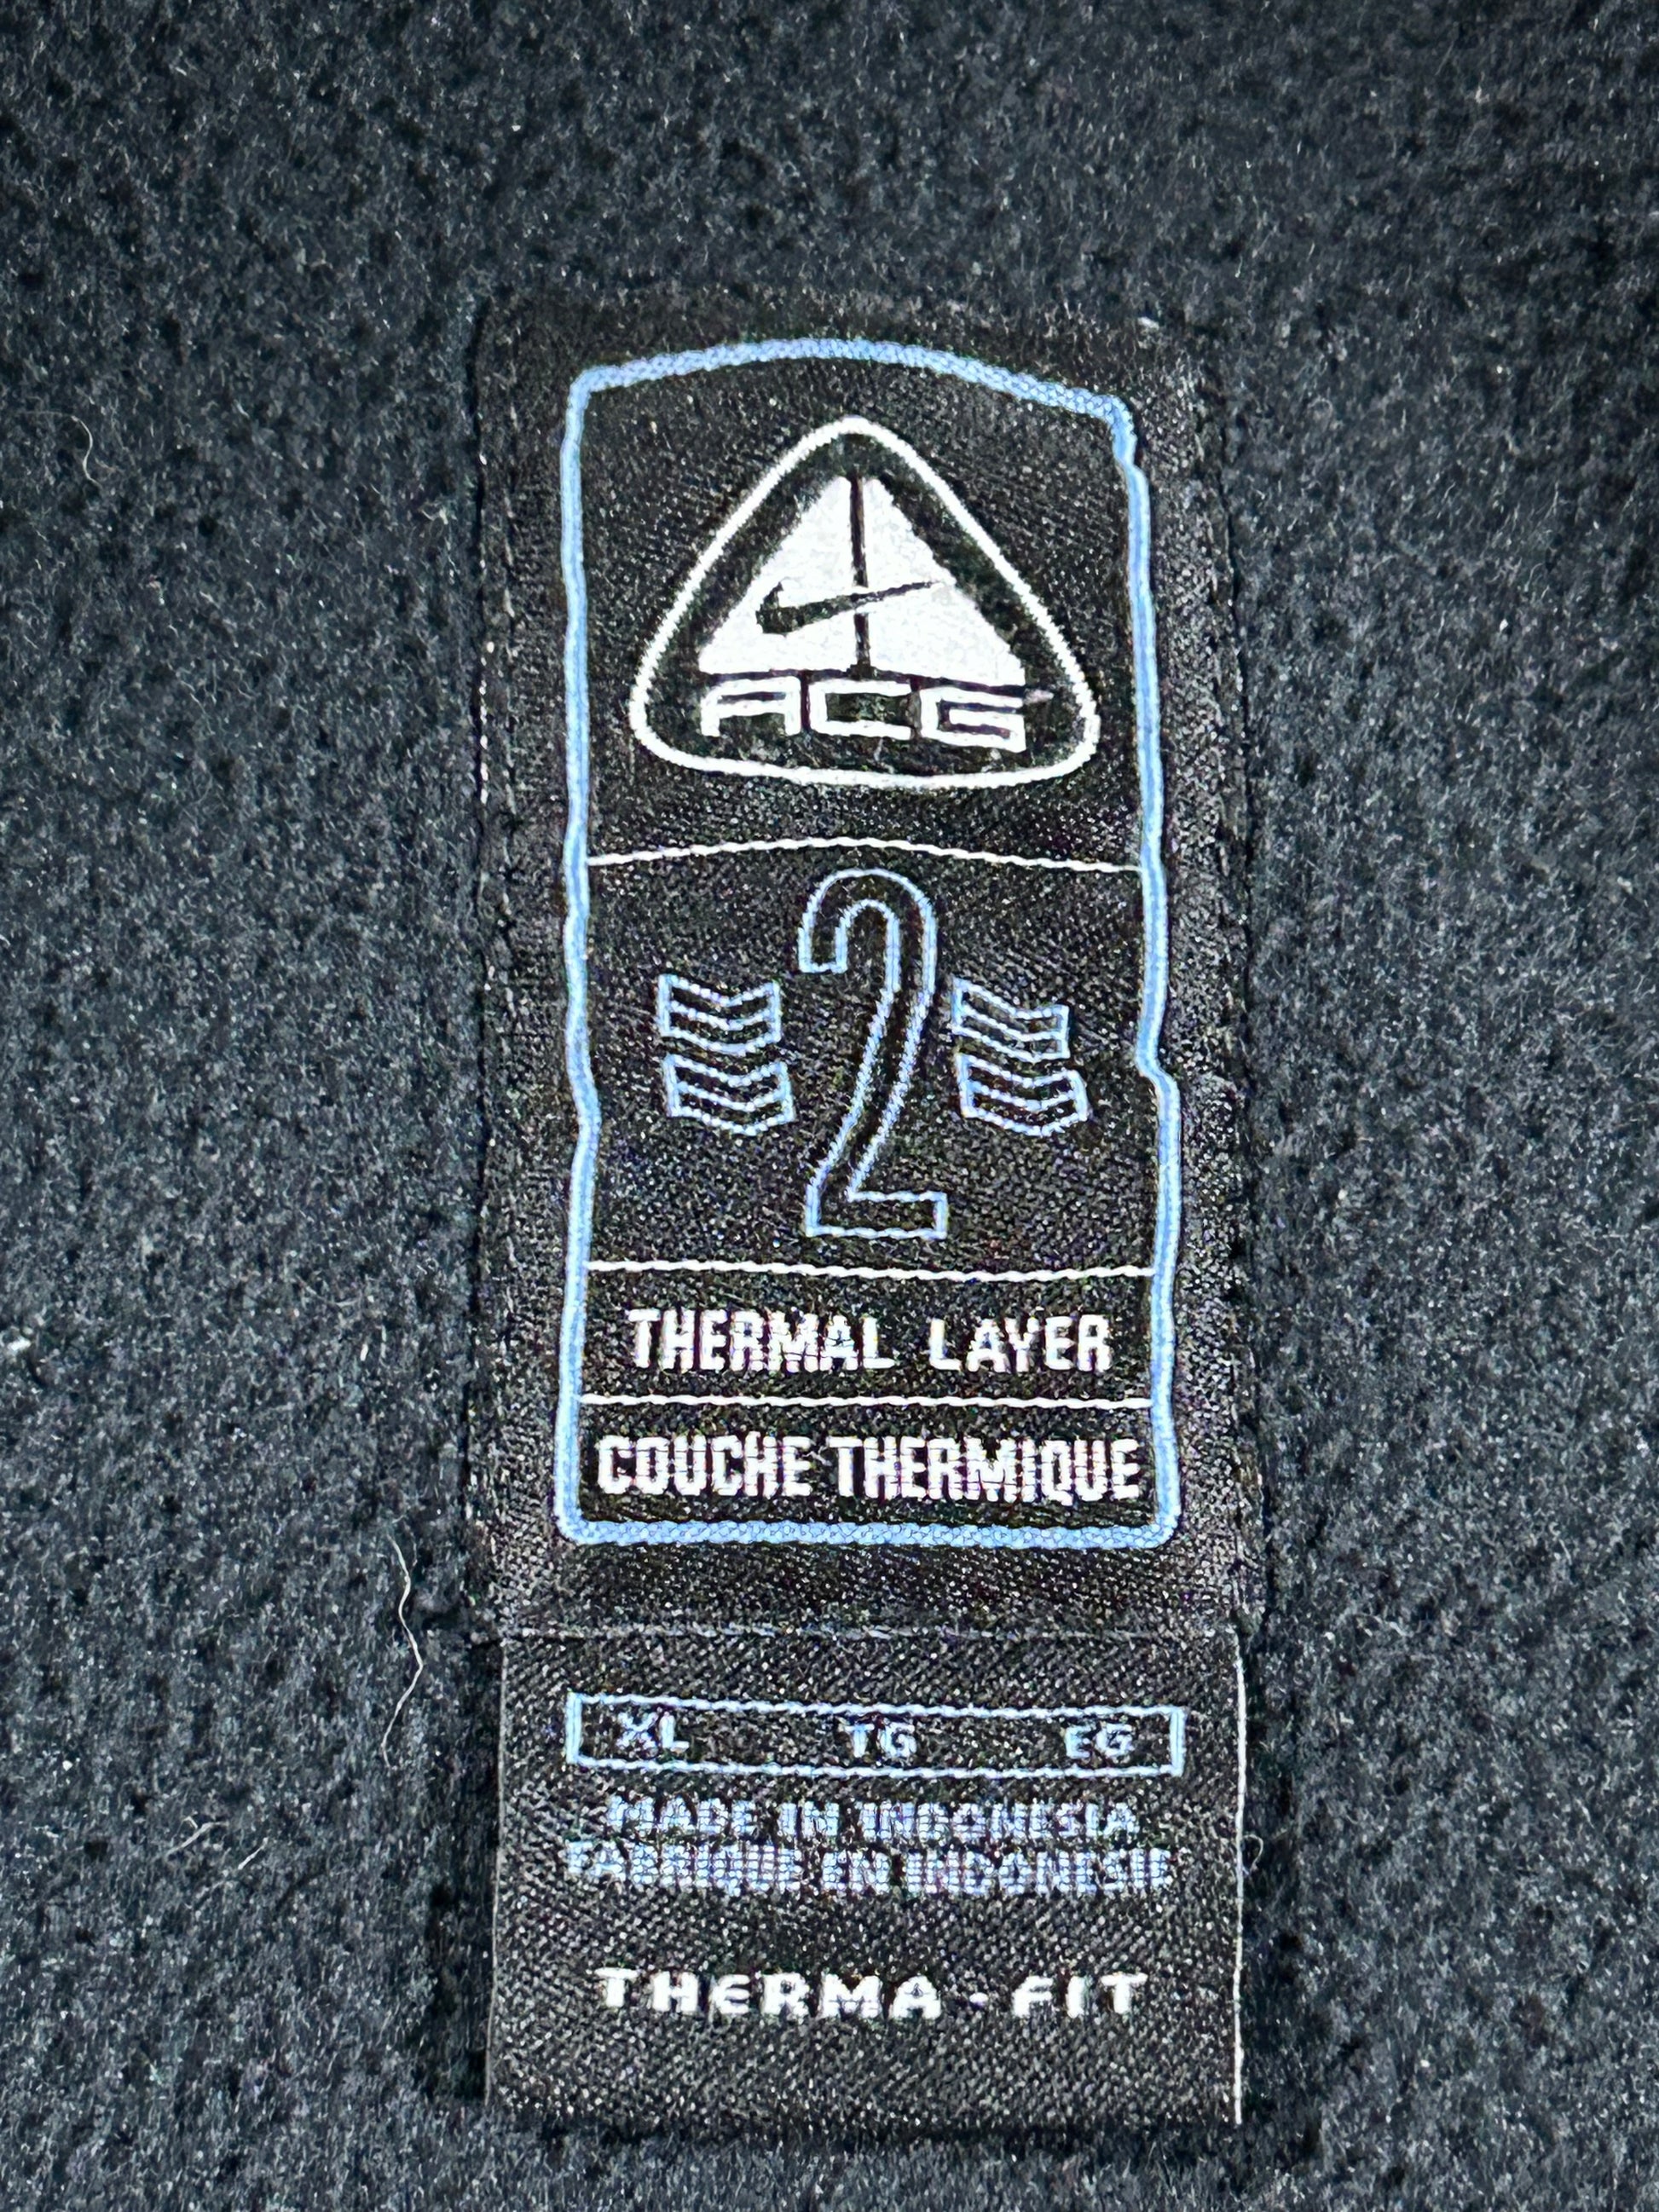 ACG
2
THERMAL LAYER
COUCHE THERMIQUE
XL TG EG
MADE IN INDONESIA
FABRIQUE EN INDONESIE
THERMA-FIT